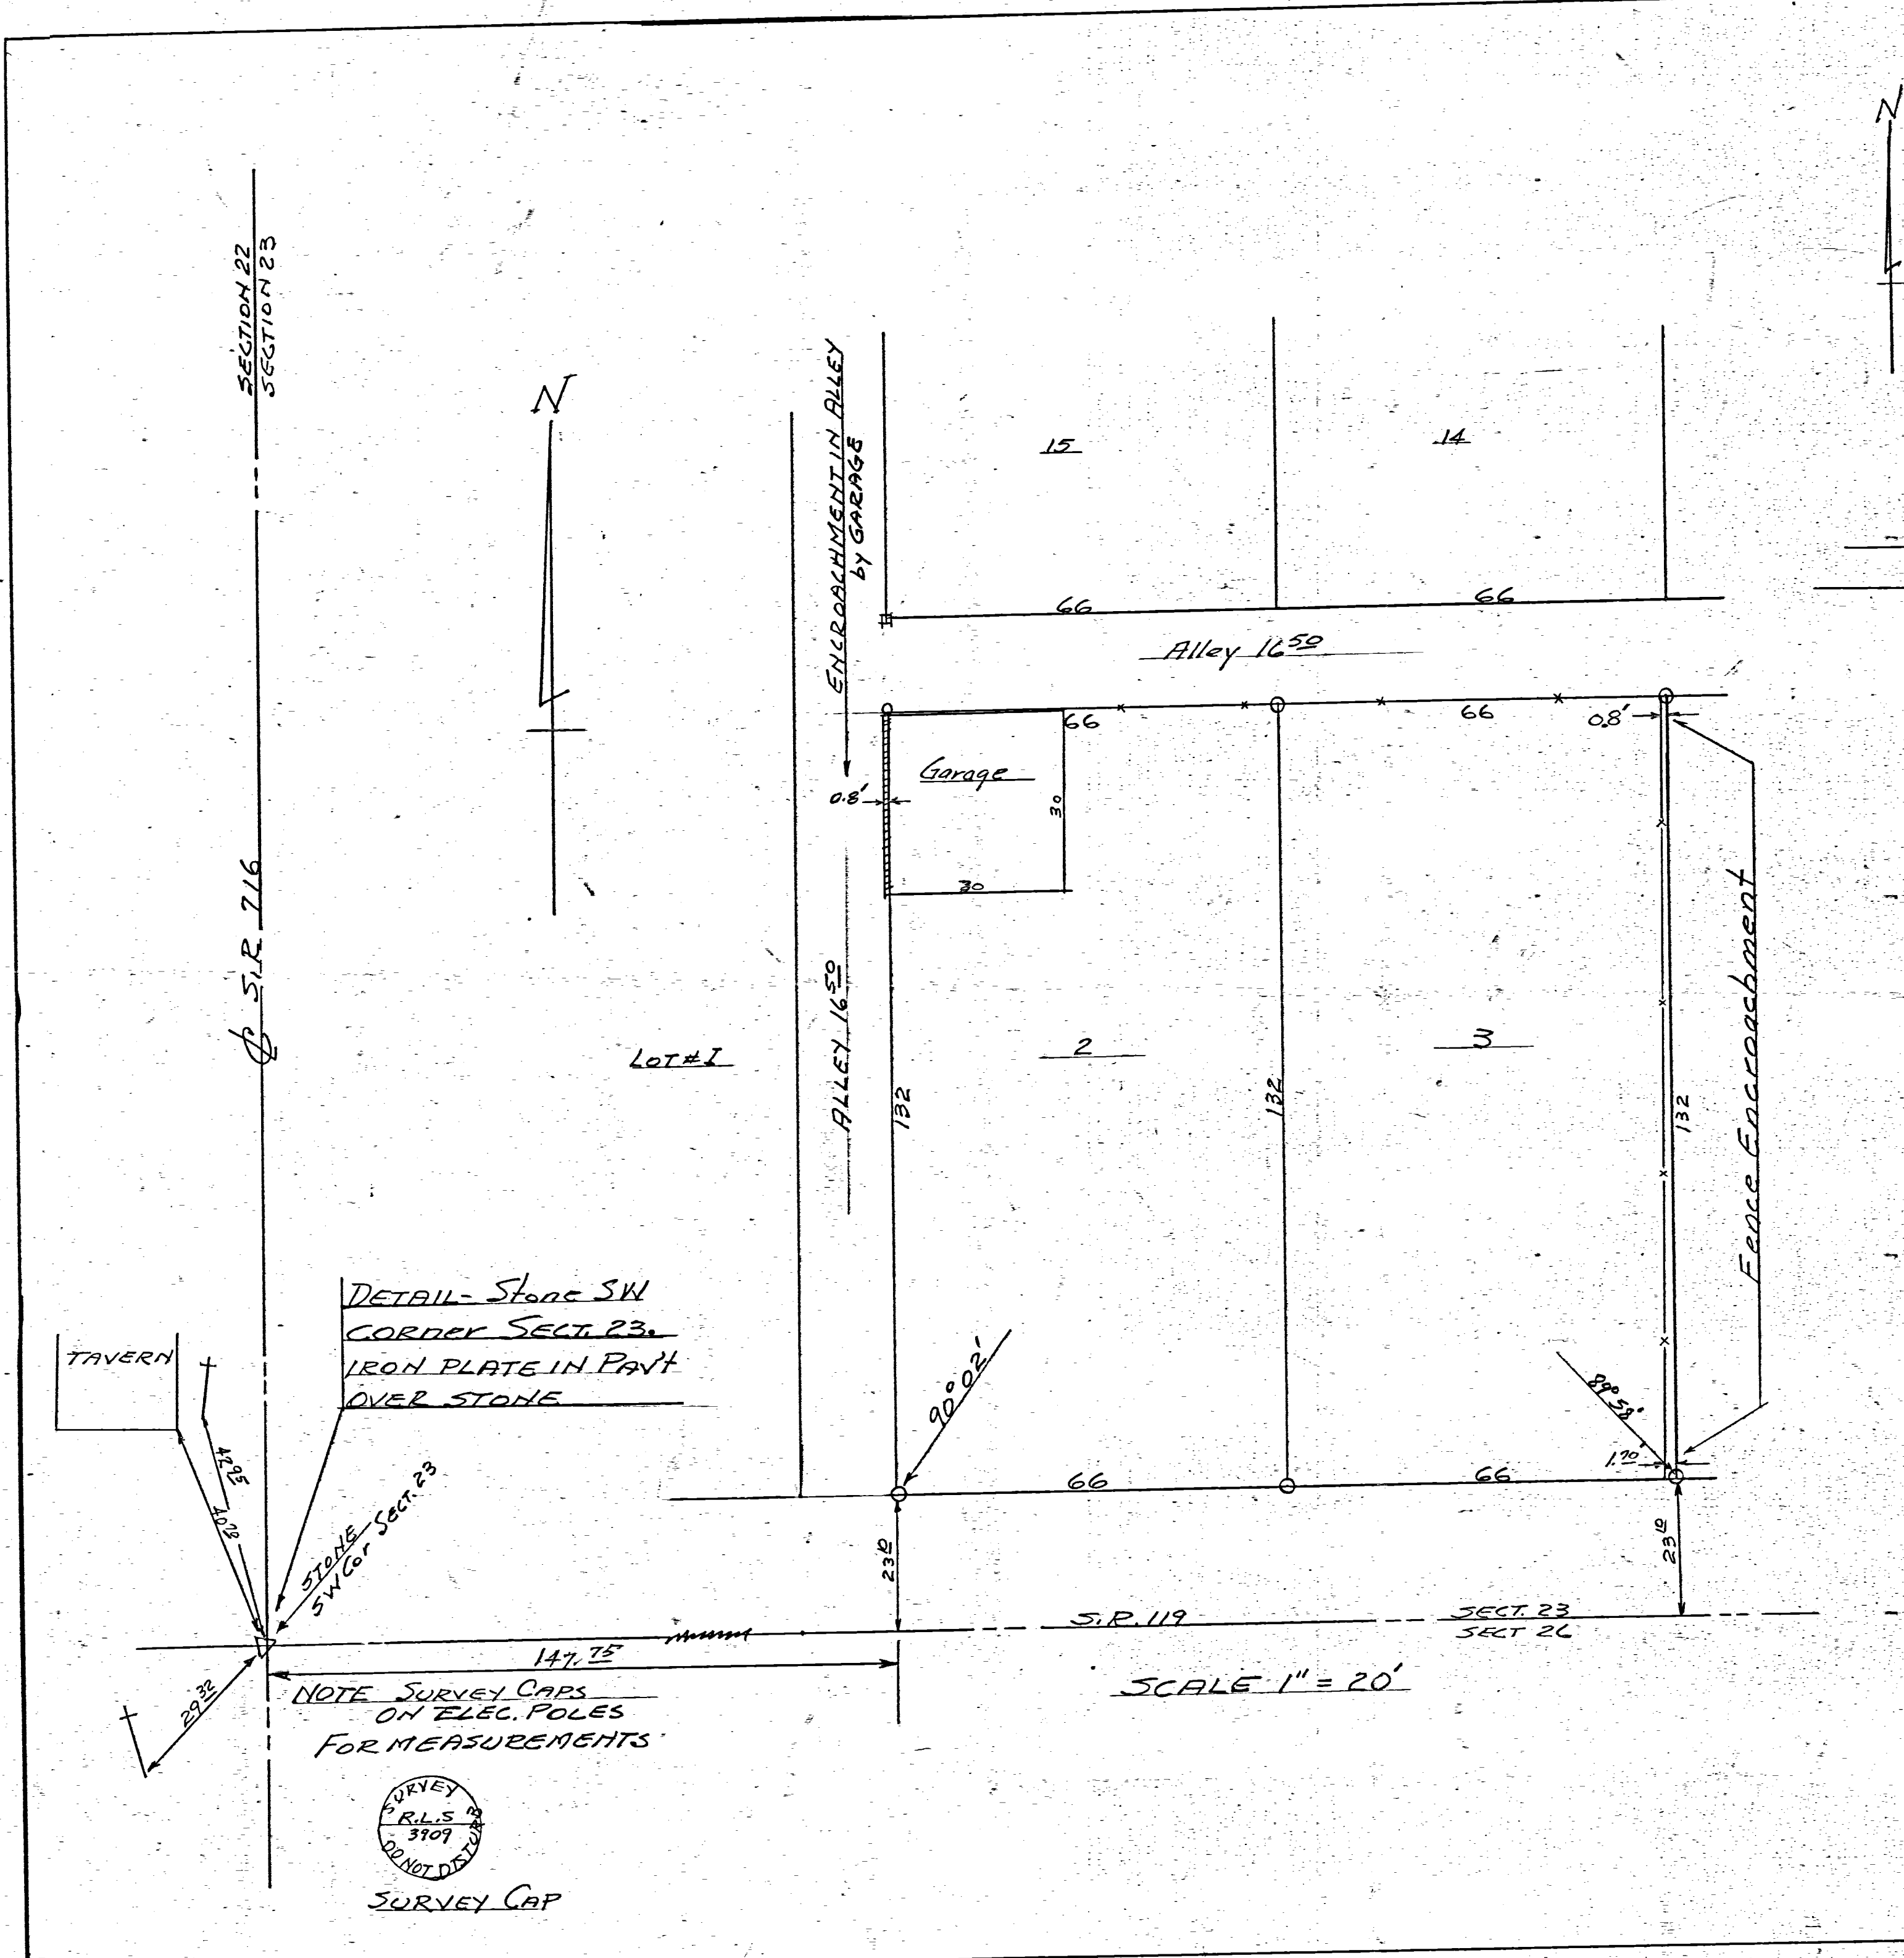 N
N
SECTION 22
SECTION 23
ENCROACHMENT IN ALLEY
by GARAGE
15
14
66
66
Alley 16 50
66
66
0.8'
Garage
0.8'
30
30
℄ S.R. 716
ALLEY 16 50
LOT # I
2
3
132
132
132
Fence Encroachment
DETAIL - Stone SW
CORNER SECT. 23.
IRON PLATE IN PAV'T
OVER STONE
TAVERN
42 95
40 78
90° 02'
89° 58'
1.70'
66
66
STONE
SW Cor SECT. 23
23 10
23 10
S.R. 119
SECT. 23
SECT 26
147. 75
29 32
NOTE SURVEY CAPS
ON ELEC. POLES
FOR MEASUREMENTS
SCALE 1" = 20'
SURVEY
R.L.S
3909
DO NOT DISTURB
SURVEY CAP